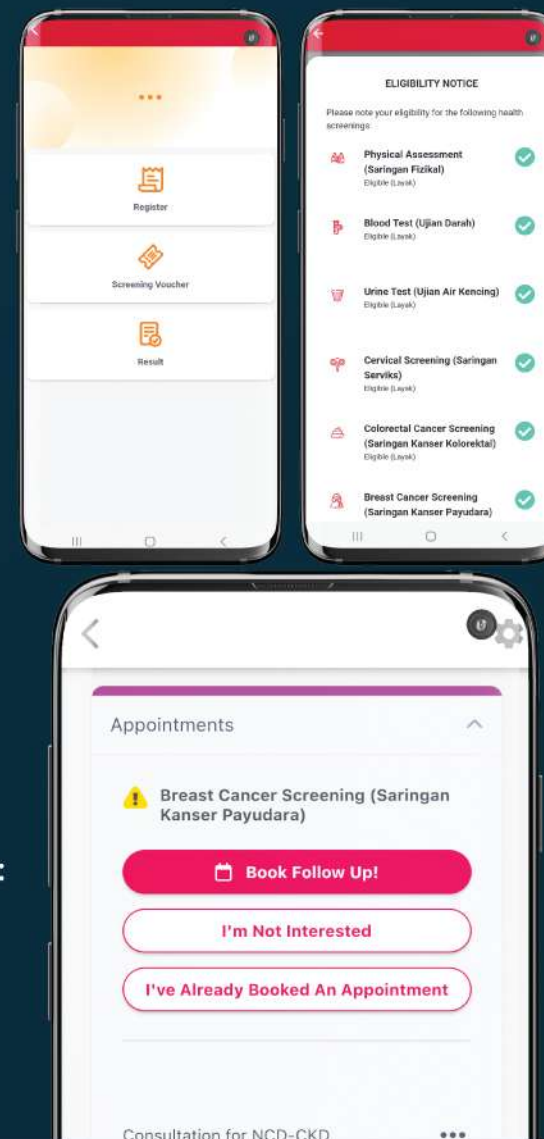 Register
Screening Voucher
Result
ELIGIBILITY NOTICE
Please note your eligibility for the following health
screenings:
Physical Assessment
(Saringan Fizikal)
Eligible (Layak)
Blood Test (Ujian Darah)
Eligible (Layak)
Urine Test (Ujian Air Kencing)
Eligible (Layak)
Cervical Screening (Saringan
Serviks)
Eligible (Layak)
Colorectal Cancer Screening
(Saringan Kanser Kolorektal)
Eligible (Layak)
Breast Cancer Screening
(Saringan Kanser Payudara)
:
Appointments
Breast Cancer Screening (Saringan
Kanser Payudara)
Book Follow Up!
I'm Not Interested
I've Already Booked An Appointment
Consultation for NCD-CKD